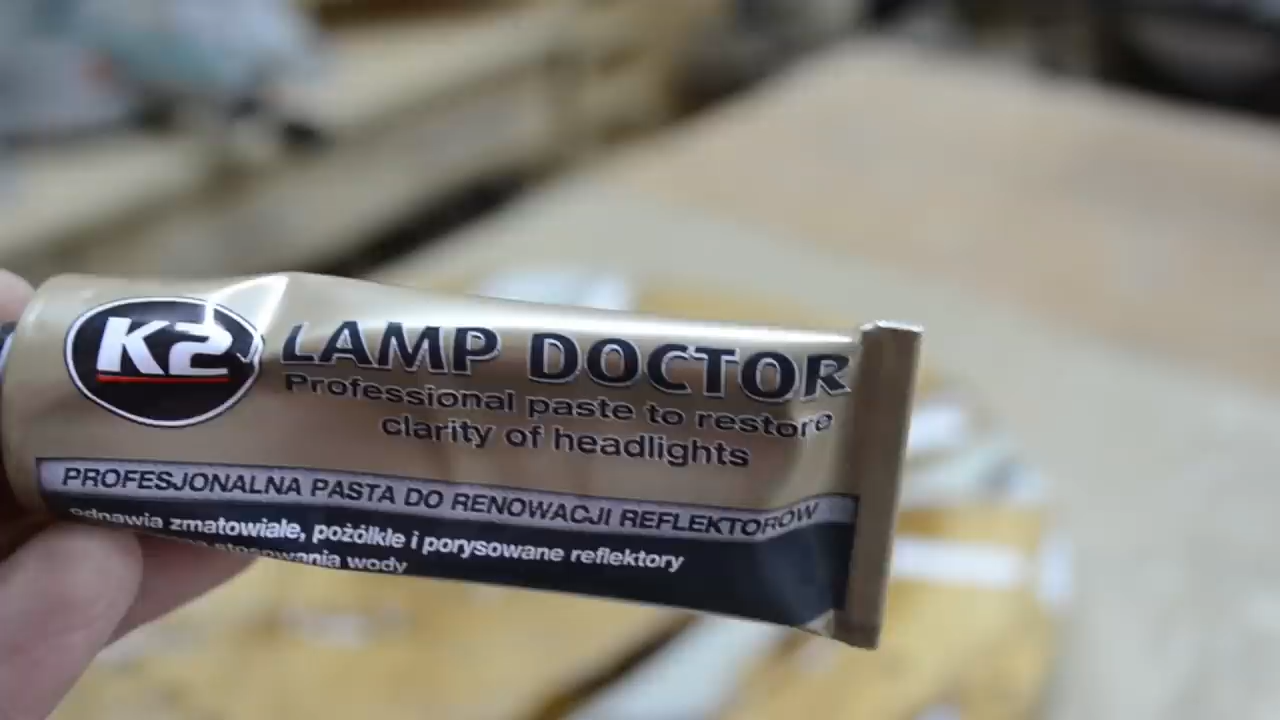 K2
LAMP DOCTOR
Professional paste to restore
clarity of headlights
PROFESJONALNA PASTA DO RENOWACJI REFLEKTORÓW
odnawia zmatowiałe, pożółkłe i porysowane reflektory
stosowania wody